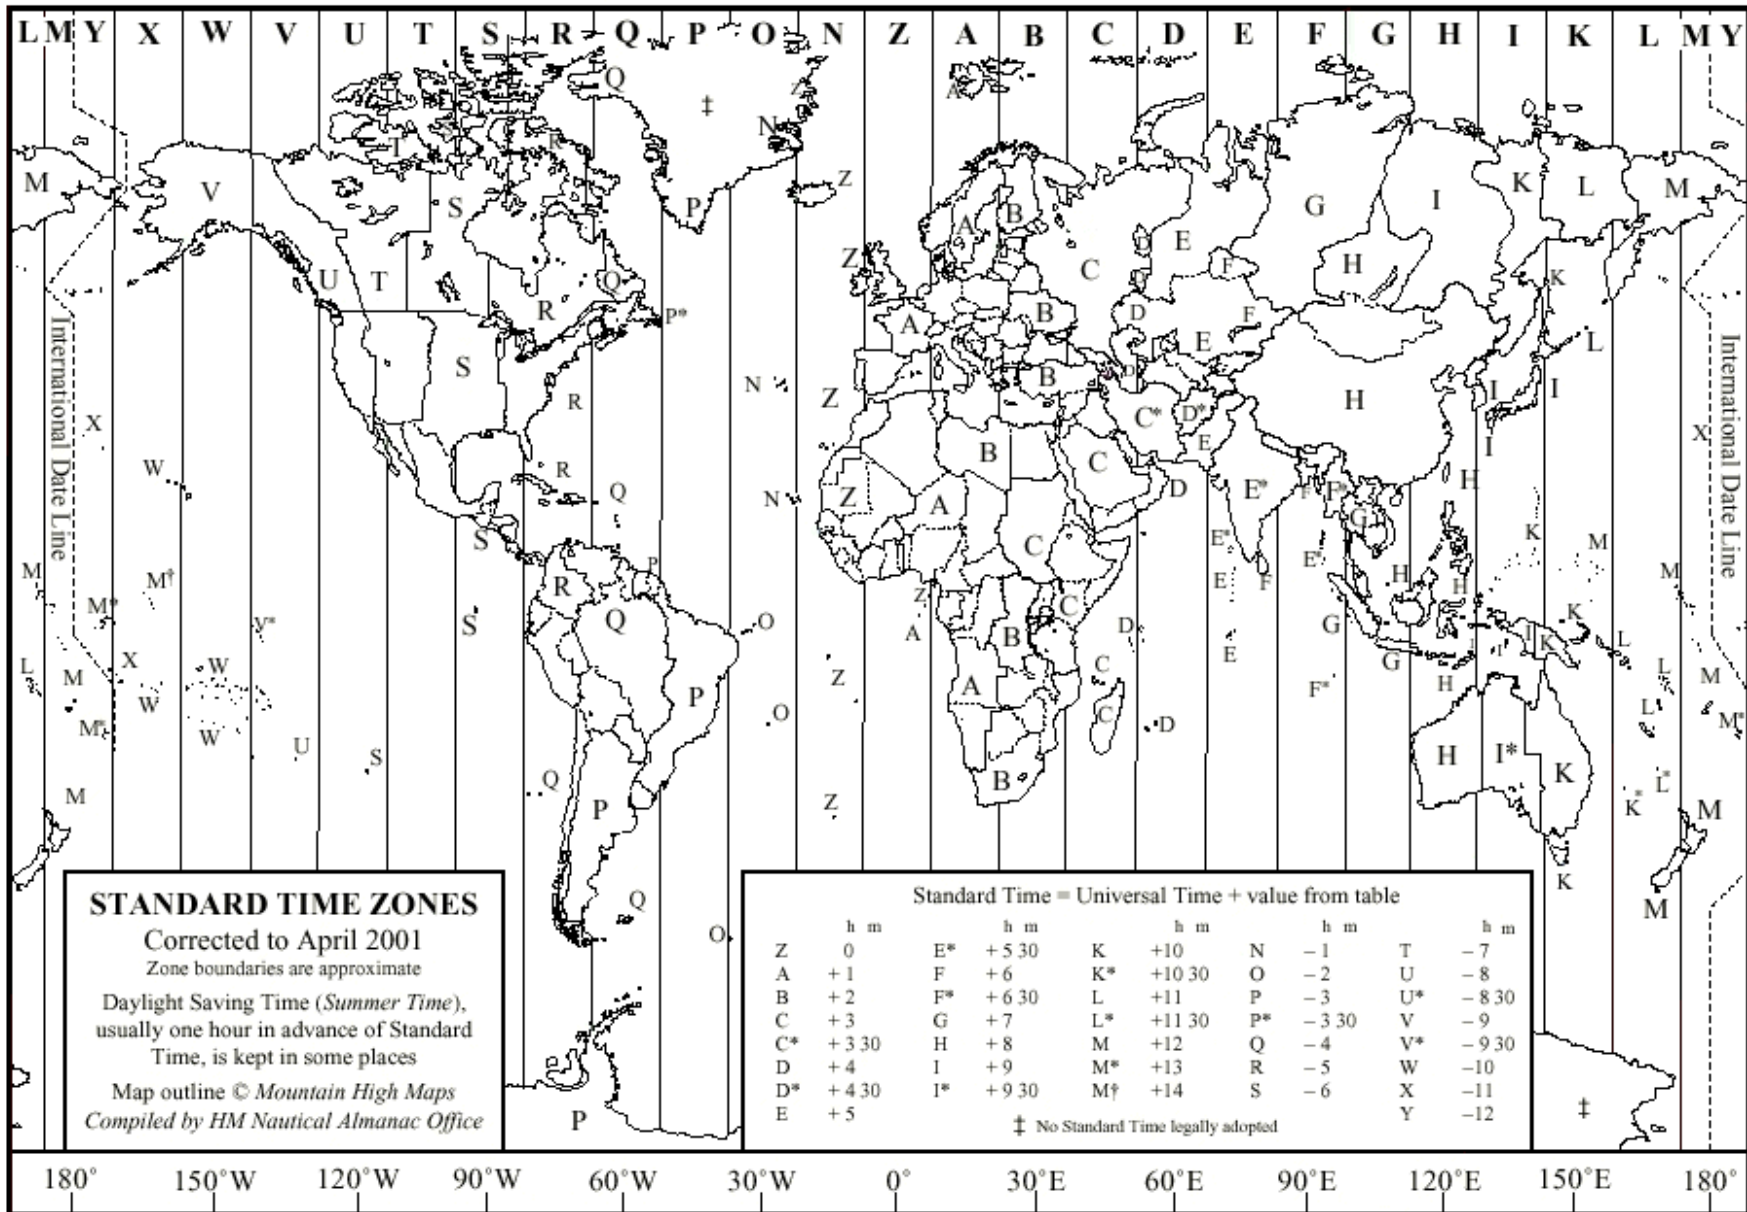 L M Y X W V U T S R Q P O N Z A B C D E F G H I K L M Y
Q
‡
Z
A
N
S
T
R
M
V
S
P
Z
A
B
G
I
K
L
M
C
D
E
Z
U
T
Q
D
F
H
K
R
P*
A
B
D
F
E
L
S
B
D
N
Z
C*
D*
H
I
K
X
R
E
I
X
W
R
Q
N
Z
B
C
D
E*
F
F*
H
A
G
S
P
C
E*
E*
K
M
M
M†
R
E
F
H
H
M
M*
V*
S
Q
O
Z
A
B
C
D
E
G
I
K
K
L
L
X
W
M
W
P
Z
A
C
G
F*
H
L
M
M*
W
U
S
O
C
D
H
I*
K
L
M*
M
Q
P
Z
B
K*
L*
M
K
M
Q
O
P
‡
International Date Line
International Date Line
STANDARD TIME ZONES
Corrected to April 2001
Zone boundaries are approximate
Daylight Saving Time (Summer Time),
usually one hour in advance of Standard
Time, is kept in some places
Map outline © Mountain High Maps
Compiled by HM Nautical Almanac Office
Standard Time = Universal Time + value from table
h m h m h m h m h m
Z 0 E* + 5 30 K +10 N – 1 T – 7
A + 1 F + 6 K* +10 30 O – 2 U – 8
B + 2 F* + 6 30 L +11 P – 3 U* – 8 30
C + 3 G + 7 L* +11 30 P* – 3 30 V – 9
C* + 3 30 H + 8 M +12 Q – 4 V* – 9 30
D + 4 I + 9 M* +13 R – 5 W –10
D* + 4 30 I* + 9 30 M† +14 S – 6 X –11
E + 5 Y –12
‡ No Standard Time legally adopted
180° 150°W 120°W 90°W 60°W 30°W 0° 30°E 60°E 90°E 120°E 150°E 180°